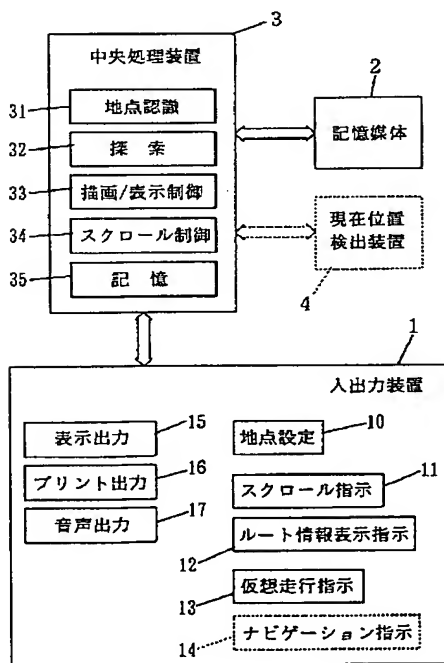 3
中央処理装置
31
地点認識
32
探 索
33
描画/表示制御
34
スクロール制御
35
記 憶
2
記憶媒体
現在位置
検出装置
4
1
入出力装置
表示出力
15
プリント出力
16
音声出力
17
地点設定
10
スクロール指示
11
ルート情報表示指示
12
仮想走行指示
13
ナビゲーション指示
14